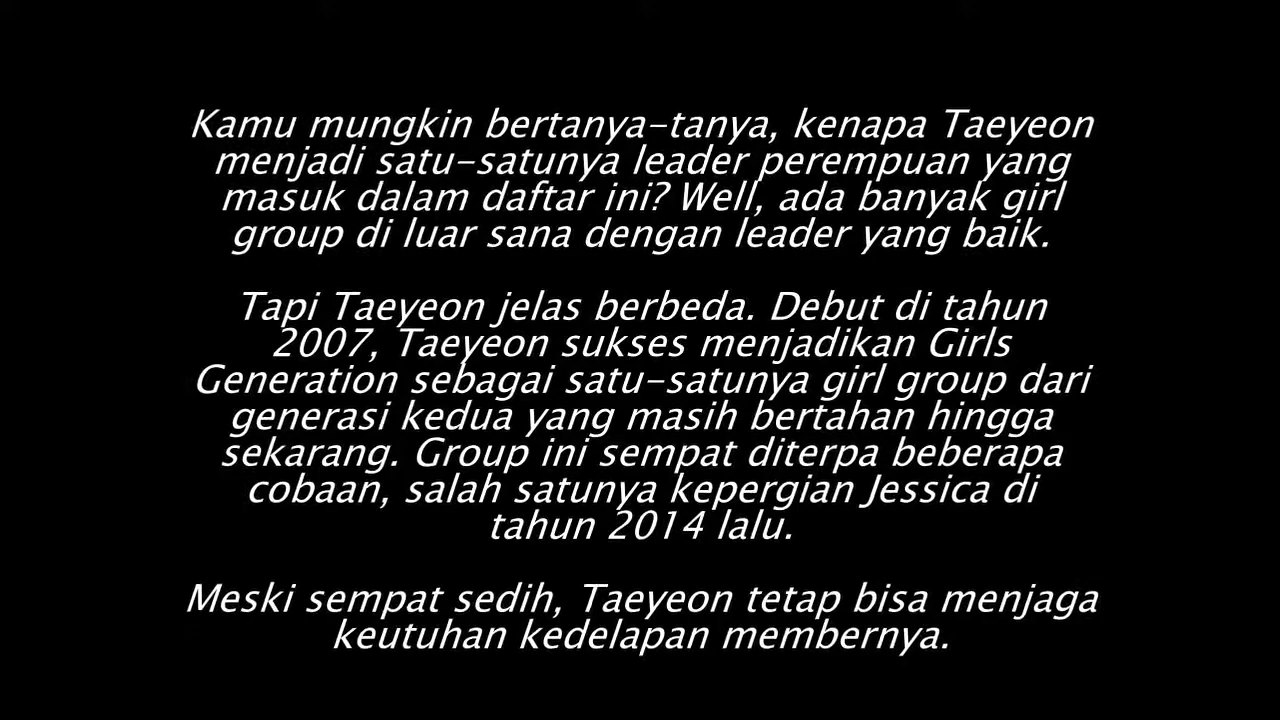 Kamu mungkin bertanya-tanya, kenapa Taeyeon
menjadi satu-satunya leader perempuan yang
masuk dalam daftar ini? Well, ada banyak girl
group di luar sana dengan leader yang baik.
Tapi Taeyeon jelas berbeda. Debut di tahun
2007, Taeyeon sukses menjadikan Girls
Generation sebagai satu-satunya girl group dari
generasi kedua yang masih bertahan hingga
sekarang. Group ini sempat diterpa beberapa
cobaan, salah satunya kepergian Jessica di
tahun 2014 lalu.
Meski sempat sedih, Taeyeon tetap bisa menjaga
keutuhan kedelapan membernya.